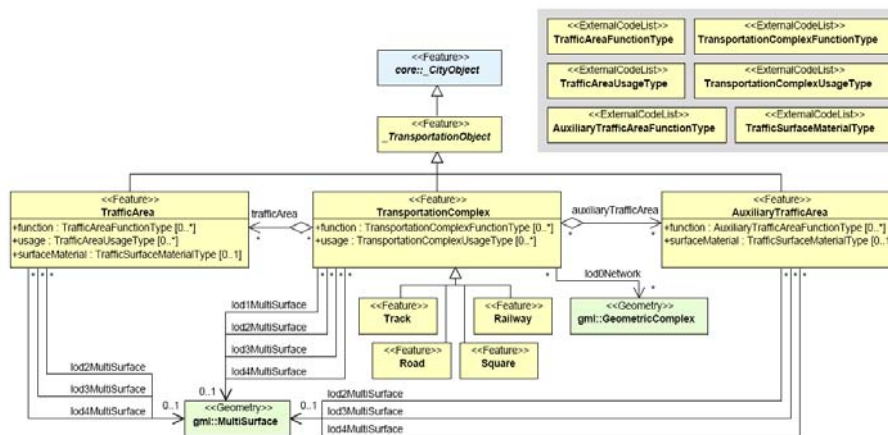 <<Feature>>
core::_CityObject
<<Feature>>
_TransportationObject
<<ExternalCodeList>>
TrafficAreaFunctionType
<<ExternalCodeList>>
TransportationComplexFunctionType
<<ExternalCodeList>>
TrafficAreaUsageType
<<ExternalCodeList>>
TransportationComplexUsageType
<<ExternalCodeList>>
AuxiliaryTrafficAreaFunctionType
<<ExternalCodeList>>
TrafficSurfaceMaterialType
<<Feature>>
TrafficArea
+function : TrafficAreaFunctionType [0..*]
+usage : TrafficAreaUsageType [0..*]
+surfaceMaterial : TrafficSurfaceMaterialType [0..1]
trafficArea
* *
<<Feature>>
TransportationComplex
+function : TransportationComplexFunctionType [0..*]
+usage : TransportationComplexUsageType [0..*]
auxiliaryTrafficArea
* *
<<Feature>>
AuxiliaryTrafficArea
+function : AuxiliaryTrafficAreaFunctionType [0..*]
+surfaceMaterial : TrafficSurfaceMaterialType [0..1]
* * *
* * * *
*
* * *
lod0Network
*
lod1MultiSurface
lod2MultiSurface
lod3MultiSurface
lod4MultiSurface
0..1
<<Feature>>
Track
<<Feature>>
Railway
<<Feature>>
Road
<<Feature>>
Square
<<Geometry>>
gml::GeometricComplex
lod2MultiSurface
lod3MultiSurface
lod4MultiSurface
0..1
<<Geometry>>
gml::MultiSurface
lod2MultiSurface
0..1
lod3MultiSurface
lod4MultiSurface